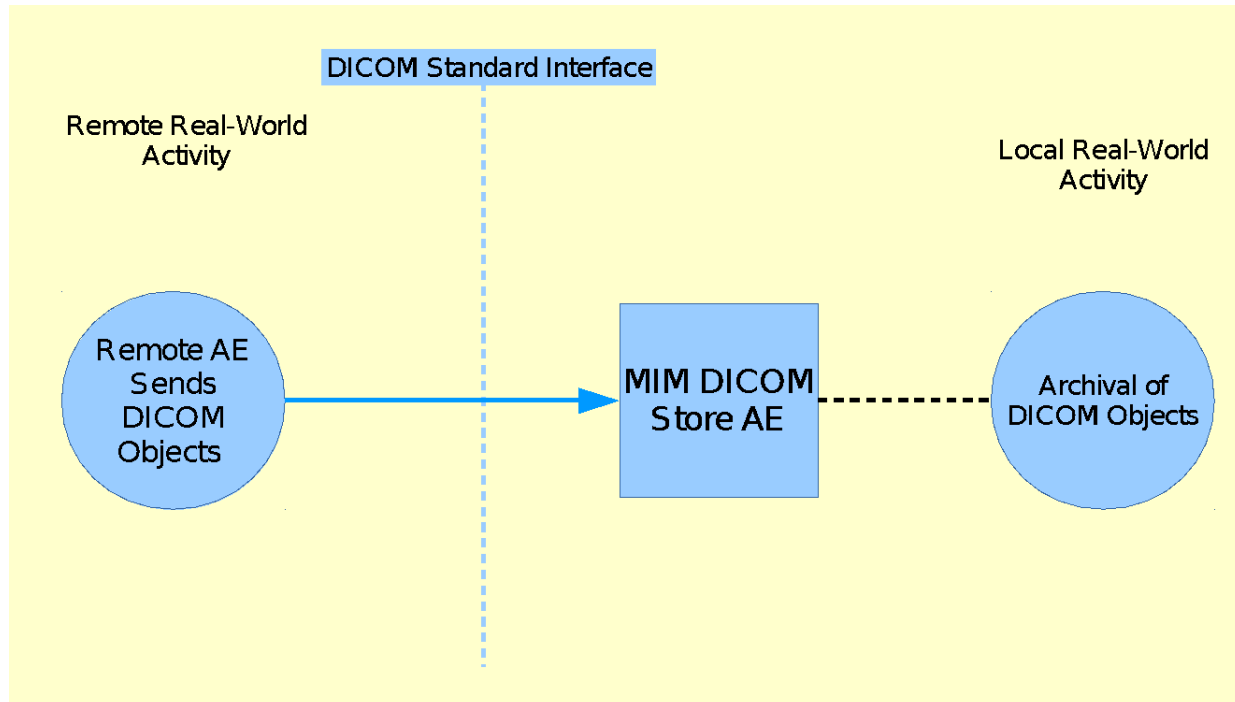 DICOM Standard Interface
Remote Real-World
Activity
Local Real-World
Activity
Remote AE
Sends
DICOM
Objects
MIM DICOM
Store AE
Archival of
DICOM Objects